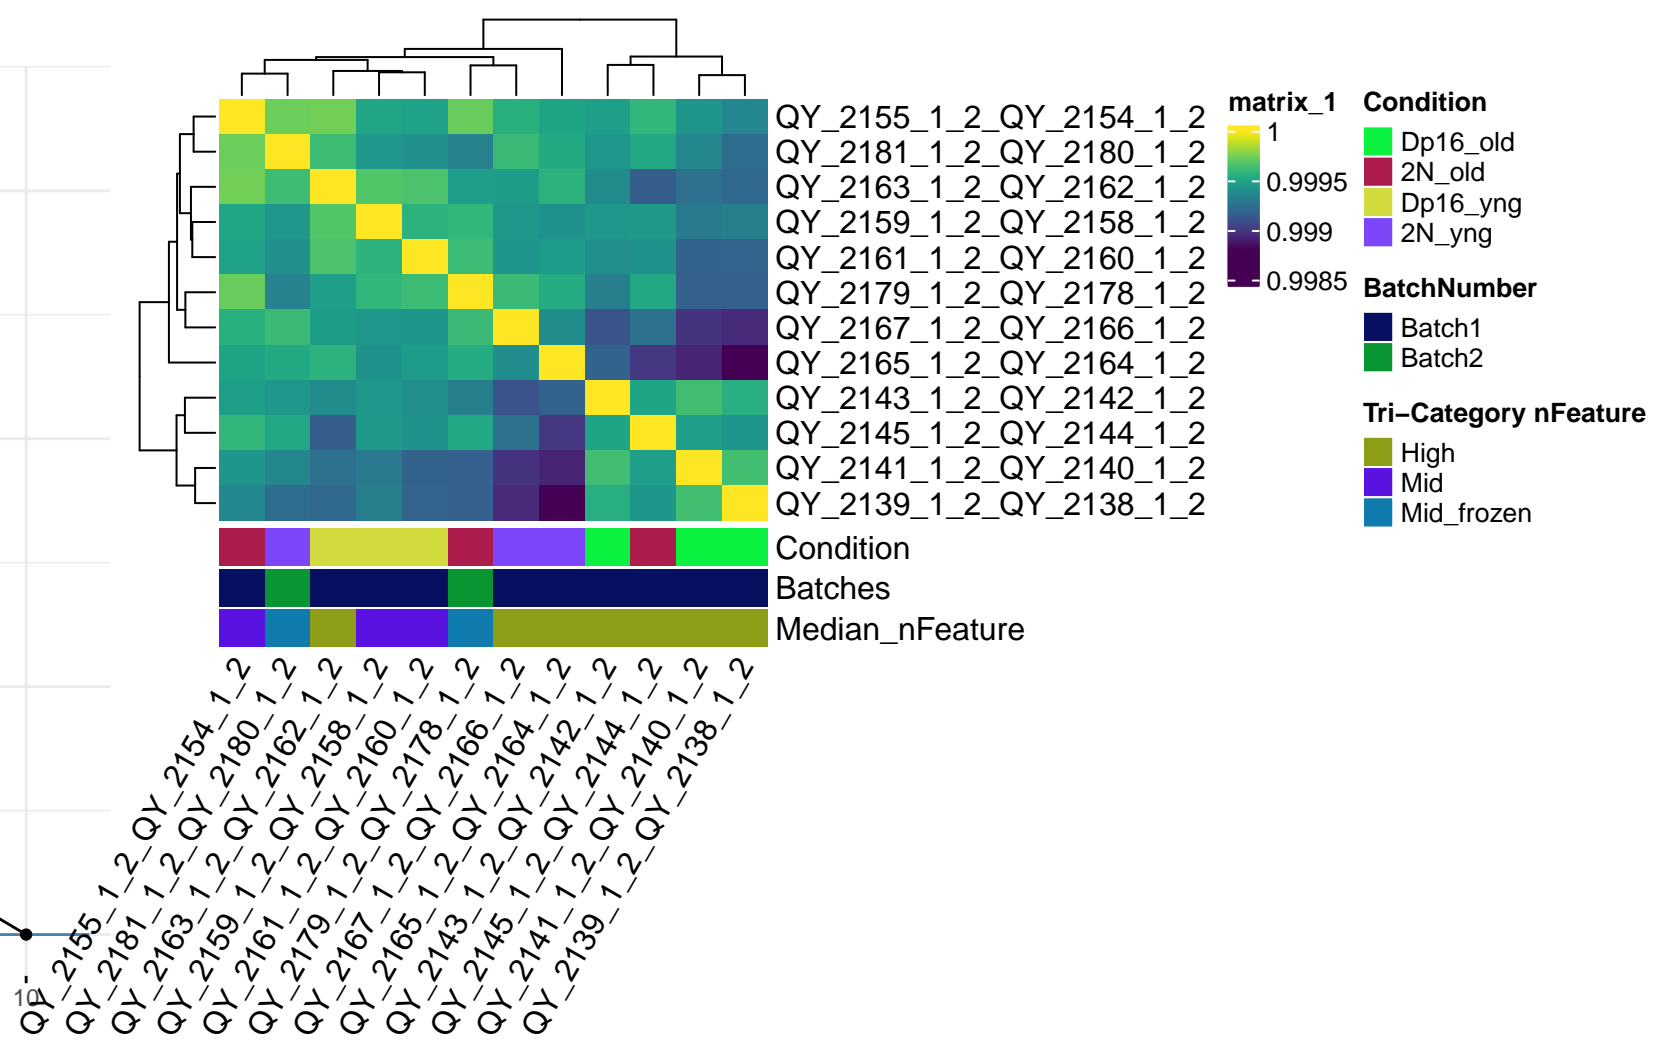 matrix_1
1
0.9995
0.999
0.9985
Condition
Dp16_old
2N_old
Dp16_yng
2N_yng
BatchNumber
Batch1
Batch2
Tri−Category nFeature
High
Mid
Mid_frozen
QY_2155_1_2_QY_2154_1_2
QY_2181_1_2_QY_2180_1_2
QY_2163_1_2_QY_2162_1_2
QY_2159_1_2_QY_2158_1_2
QY_2161_1_2_QY_2160_1_2
QY_2179_1_2_QY_2178_1_2
QY_2167_1_2_QY_2166_1_2
QY_2165_1_2_QY_2164_1_2
QY_2143_1_2_QY_2142_1_2
QY_2145_1_2_QY_2144_1_2
QY_2141_1_2_QY_2140_1_2
QY_2139_1_2_QY_2138_1_2
Condition
Batches
Median_nFeature
QY_2155_1_2_QY_2154_1_2
QY_2181_1_2_QY_2180_1_2
QY_2163_1_2_QY_2162_1_2
QY_2159_1_2_QY_2158_1_2
QY_2161_1_2_QY_2160_1_2
QY_2179_1_2_QY_2178_1_2
QY_2167_1_2_QY_2166_1_2
QY_2165_1_2_QY_2164_1_2
QY_2143_1_2_QY_2142_1_2
QY_2145_1_2_QY_2144_1_2
QY_2141_1_2_QY_2140_1_2
QY_2139_1_2_QY_2138_1_2
10